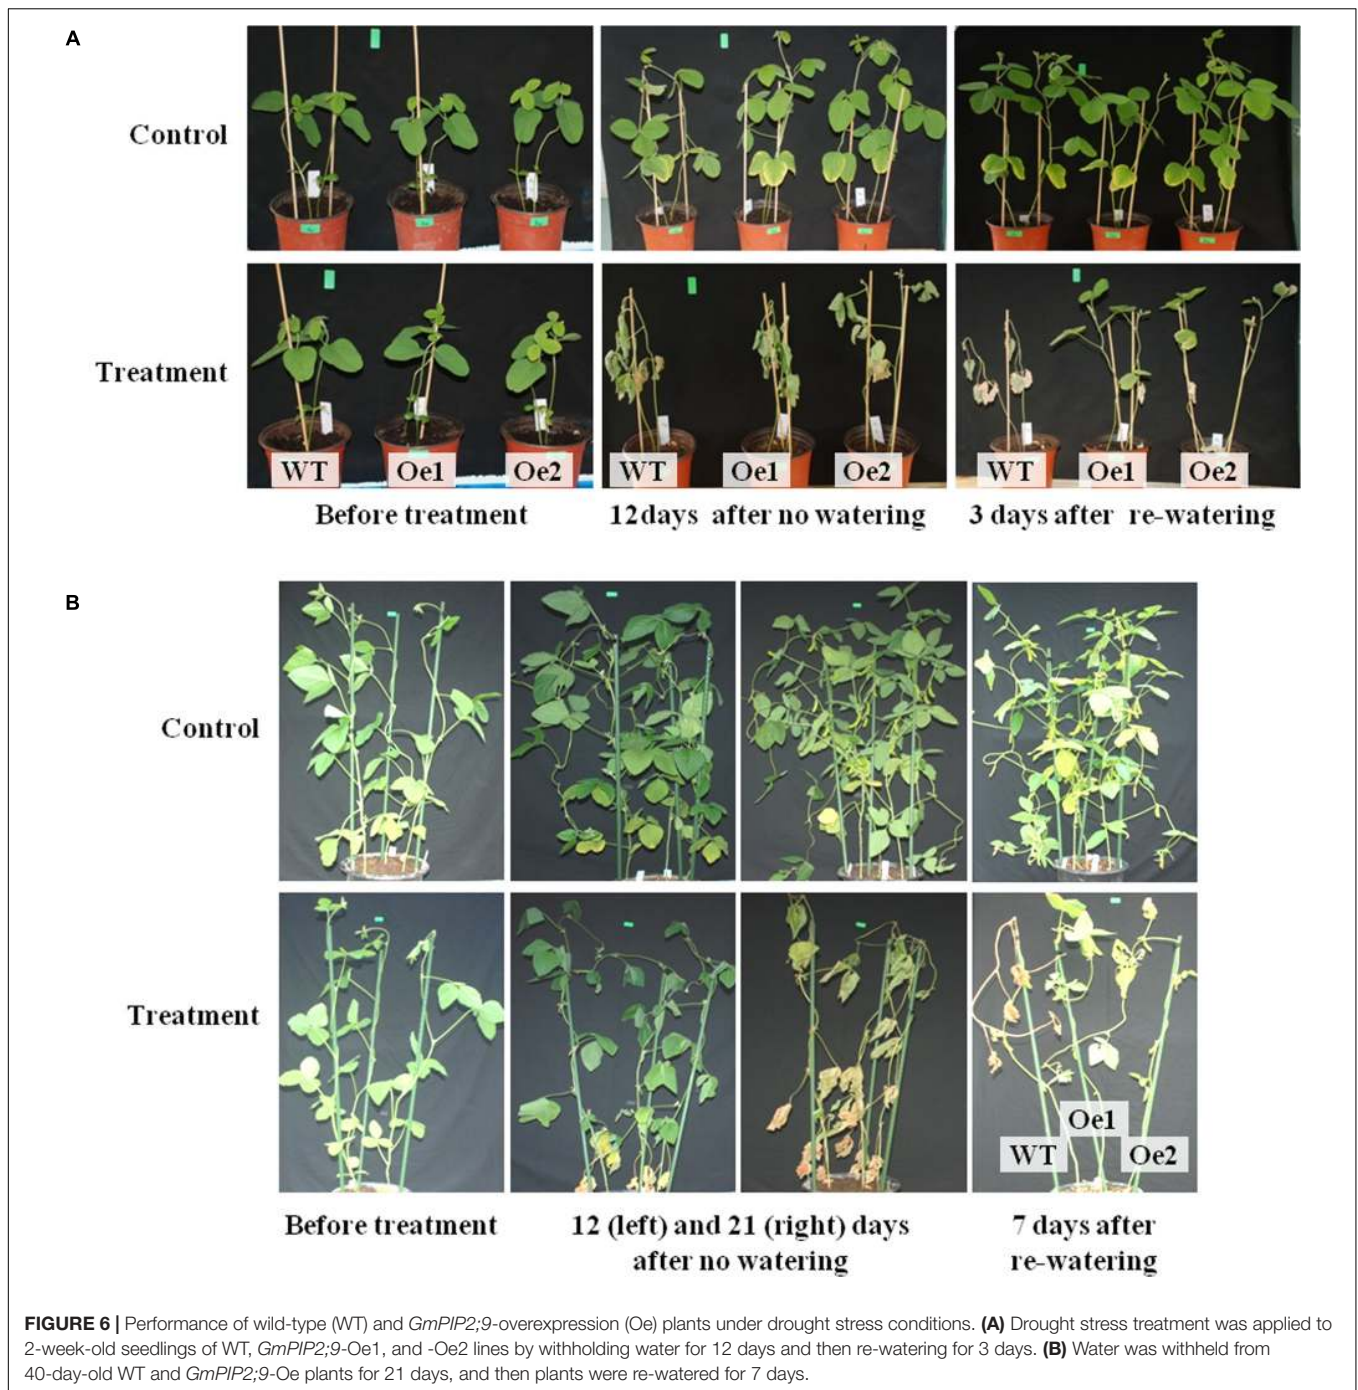 A
Control
Treatment
WT Oe1 Oe2 WT Oe1 Oe2 WT Oe1 Oe2
Before treatment 12days after no watering 3 days after re-watering
B
Control
Treatment
Oe1
WT Oe2
Before treatment 12 (left) and 21 (right) days 7 days after
after no watering re-watering
FIGURE 6 | Performance of wild-type (WT) and GmPIP2;9-overexpression (Oe) plants under drought stress conditions. (A) Drought stress treatment was applied to
2-week-old seedlings of WT, GmPIP2;9-Oe1, and -Oe2 lines by withholding water for 12 days and then re-watering for 3 days. (B) Water was withheld from
40-day-old WT and GmPIP2;9-Oe plants for 21 days, and then plants were re-watered for 7 days.